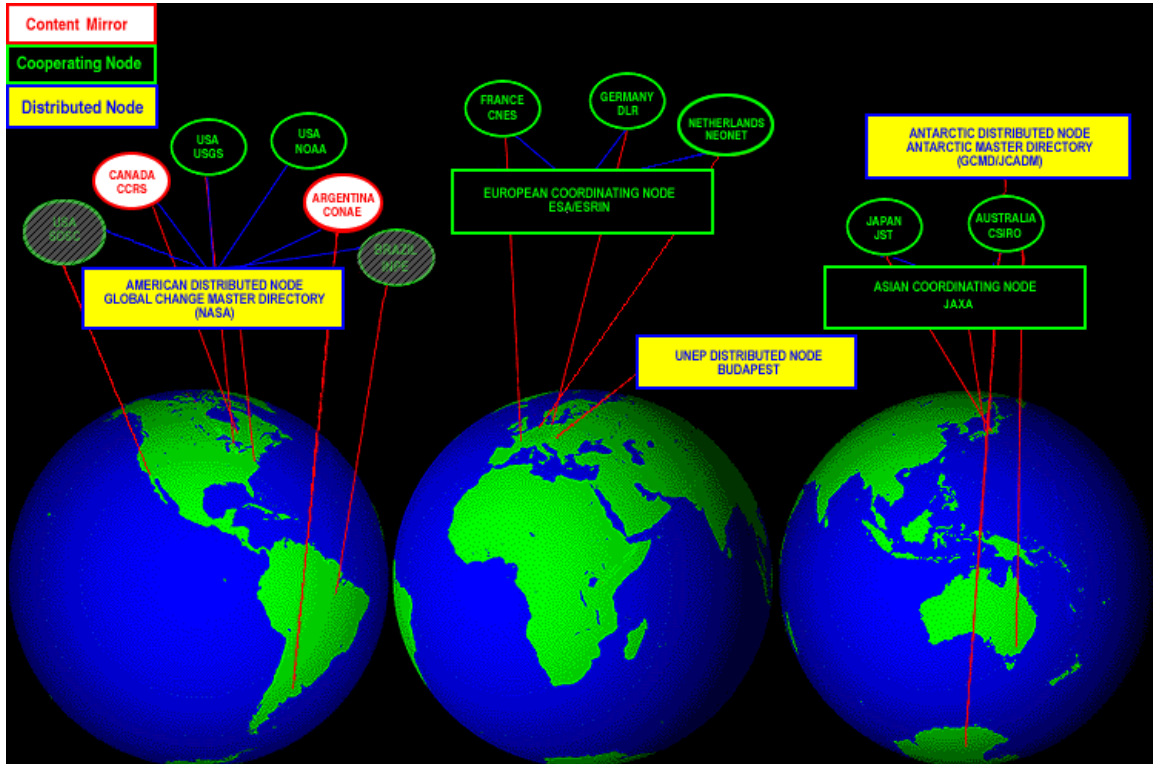 Content Mirror
Cooperating Node
Distributed Node
USA
USGS
USA
NOAA
CANADA
CCRS
ARGENTINA
CONAE
USA
SDSC
BRAZIL
INPE
AMERICAN DISTRIBUTED NODE
GLOBAL CHANGE MASTER DIRECTORY
(NASA)
FRANCE
CNES
GERMANY
DLR
NETHERLANDS
NEONET
EUROPEAN COORDINATING NODE
ESA/ESRIN
UNEP DISTRIBUTED NODE
BUDAPEST
ANTARCTIC DISTRIBUTED NODE
ANTARCTIC MASTER DIRECTORY
(GCMD/JCADM)
JAPAN
JST
AUSTRALIA
CSIRO
ASIAN COORDINATING NODE
JAXA